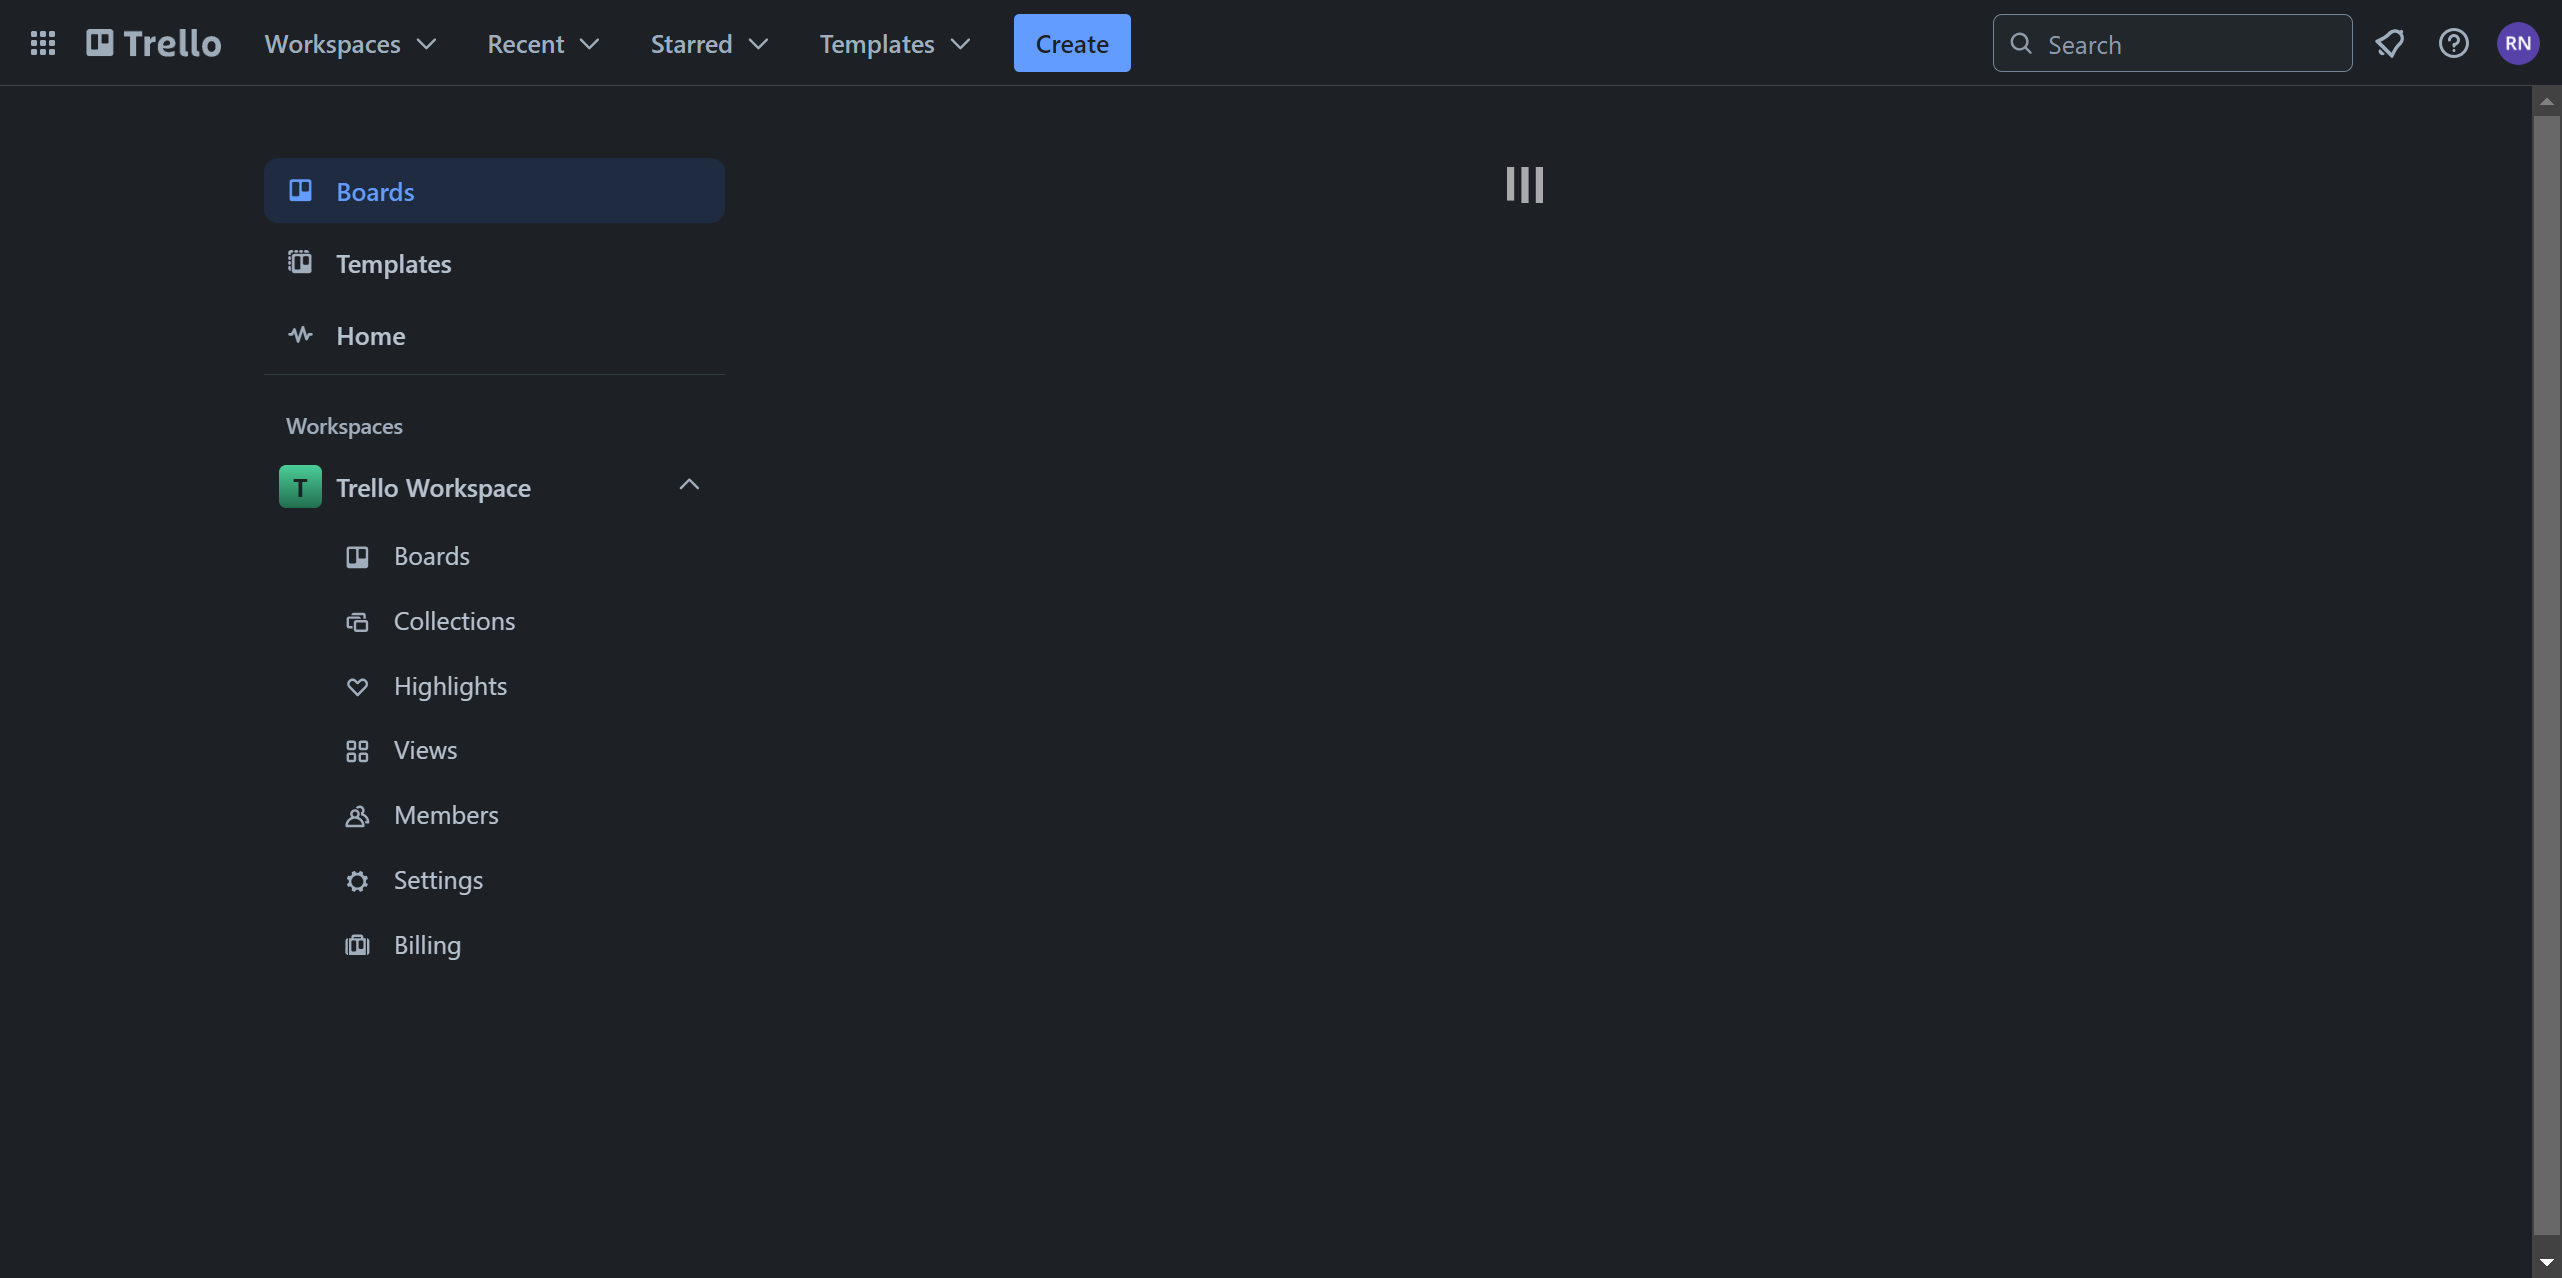 Trello Workspaces Recent Starred Templates Create Search RN
Boards
Templates
Home
Workspaces
T Trello Workspace
Boards
Collections
Highlights
Views
Members
Settings
Billing